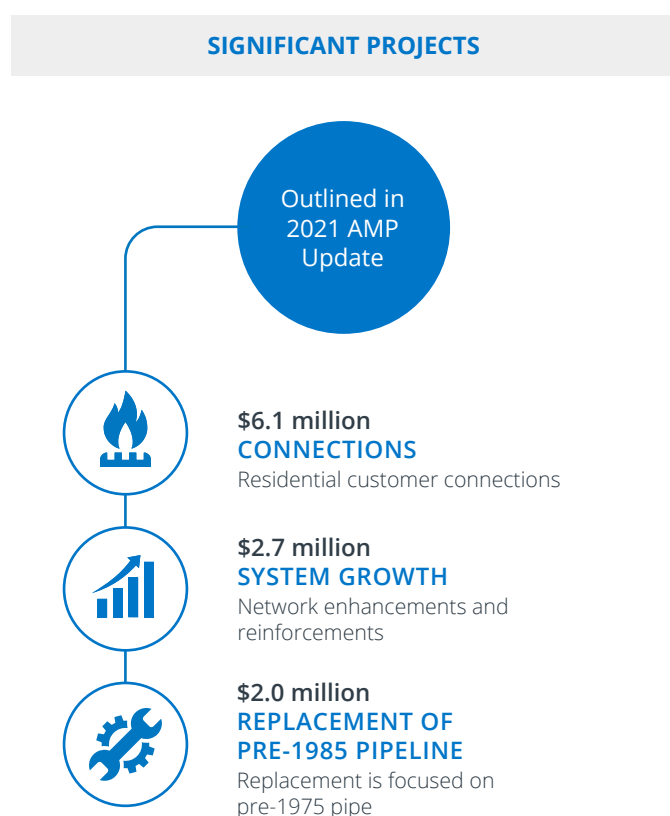 SIGNIFICANT PROJECTS
Outlined in
2021 AMP
Update
$6.1 million
CONNECTIONS
Residential customer connections
$2.7 million
SYSTEM GROWTH
Network enhancements and
reinforcements
$2.0 million
REPLACEMENT OF
PRE-1985 PIPELINE
Replacement is focused on
pre-1975 pipe